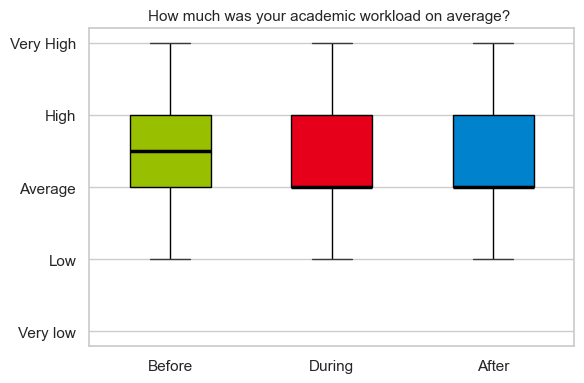 How much was your academic workload on average?
Very High
High
Average
Low
Very low
Before During After